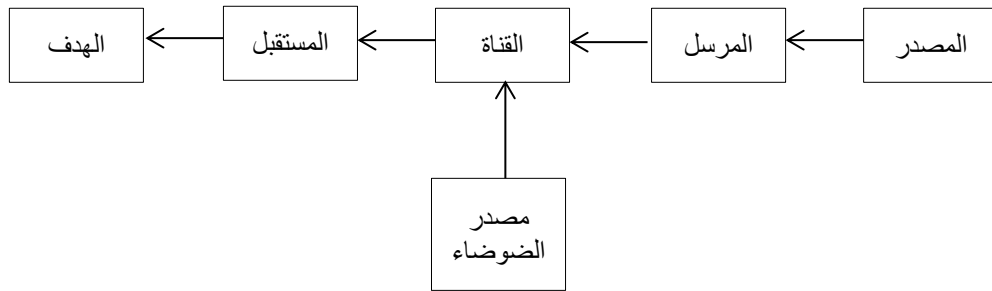 المصدر
المرسل
القناة
المستقبل
الهدف
مصدر
الضوضاء